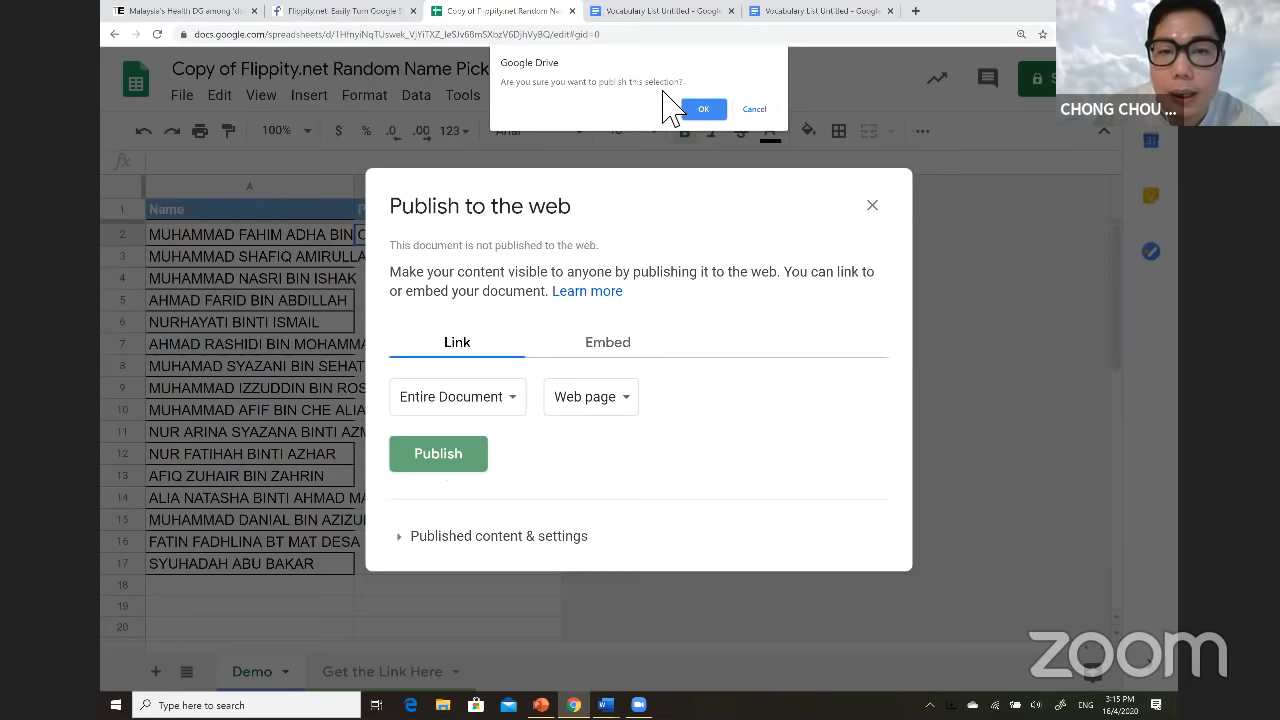 Malaysia's Health DG among 'do
Flippity.net: Easily Turn Google S
Copy of Flippity.net Random Na
Vocabulary List Untitled - Google
Vocabulary List Untitled - Google
docs.google.com/spreadsheets/d/1HfnyiNqTUswek_VjYiTXZ_IeSJv68mSXbzV6DjhVyBQ/edit#gid=0
Copy of Flippity.net Random Name Pick
File Edit View Insert Format Data Tools
Google Drive
Are you sure you want to publish this selection?
OK Cancel
CHONG CHOU ...
100% $ % .0 .00 123 Arial
A
1 Name
2 MUHAMMAD FAHIM ADHA BIN
3 MUHAMMAD SHAFIQ AMIRULLA
4 MUHAMMAD NASRI BIN ISHAK
5 AHMAD FARID BIN ABDILLAH
6 NURHAYATI BINTI ISMAIL
7 AHMAD RASHIDI BIN MOHAMMA
8 MUHAMAD SYAZANI BIN SEHAT
9 MUHAMMAD IZZUDDIN BIN ROS
10 MUHAMMAD AFIF BIN CHE ALIA
11 NUR ARINA SYAZANA BINTI AZM
12 NUR FATIHAH BINTI AZHAR
13 AFIQ ZUHAIR BIN ZAHRIN
14 ALIA NATASHA BINTI AHMAD MA
15 MUHAMMAD DANIAL BIN AZIZU
16 FATIN FADHLINA BT MAT DESA
17 SYUHADAH ABU BAKAR
18
19
20
Publish to the web
This document is not published to the web.
Make your content visible to anyone by publishing it to the web. You can link to
or embed your document. Learn more
Link Embed
Entire Document Web page
Publish
Published content & settings
Demo Get the Link Here
zoom
Type here to search
ENG
3:15 PM
16/4/2020